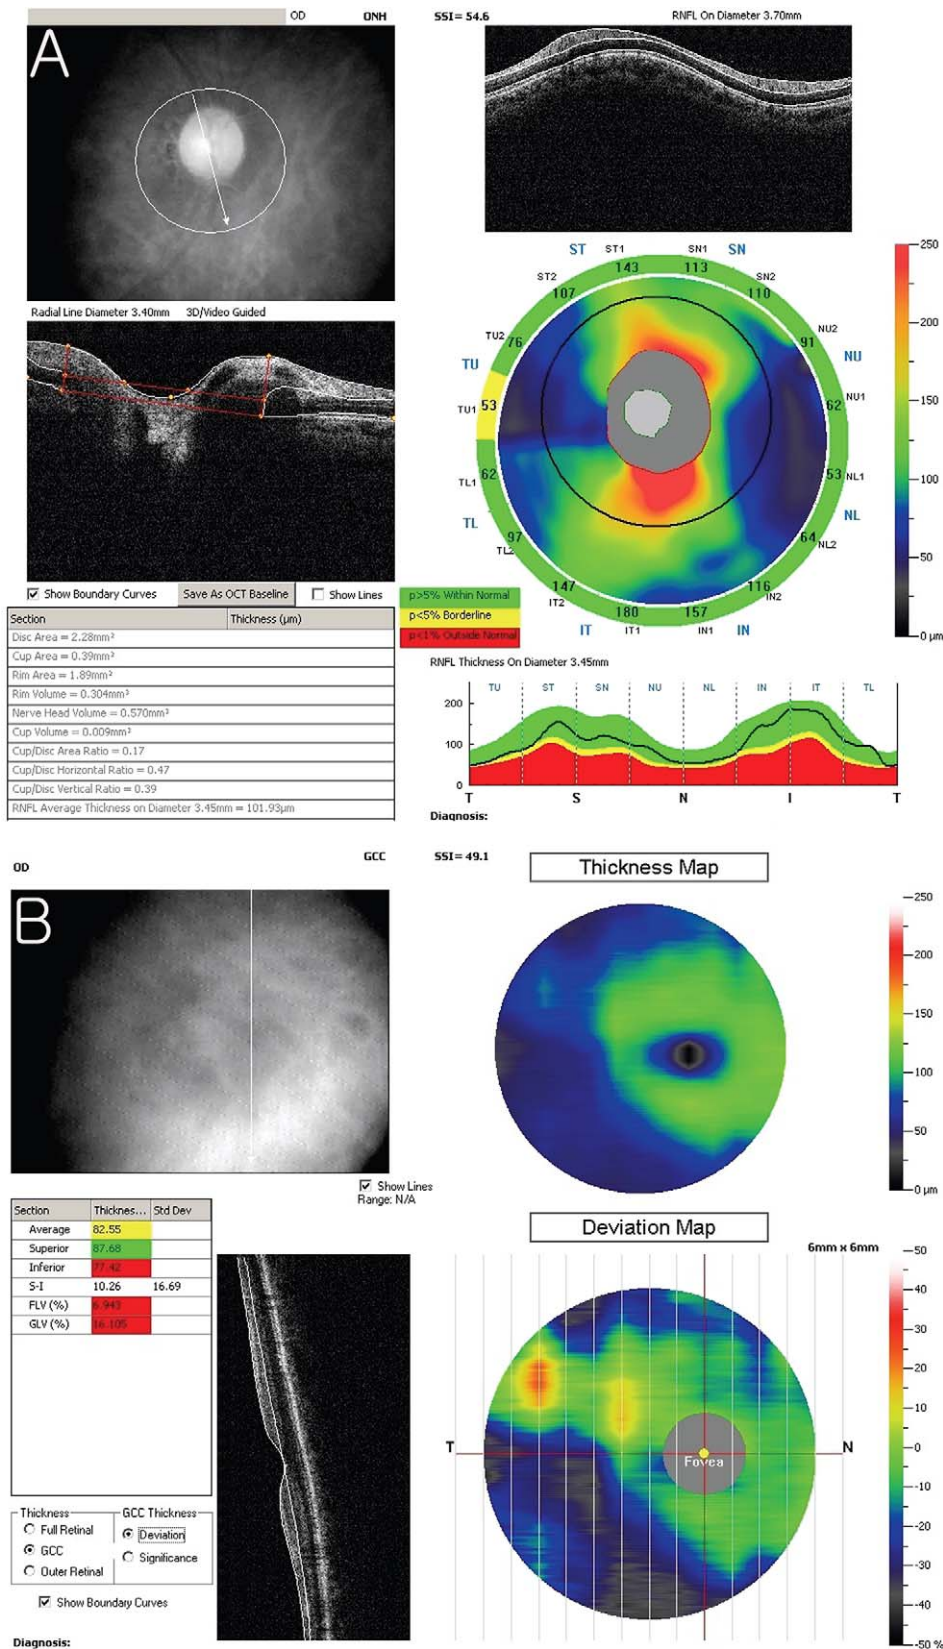 OD
ONH
SSI= 54.6
RNFL On Diameter 3.70mm
A
Radial Line Diameter 3.40mm 3D/Video Guided
Show Boundary Curves
Save As OCT Baseline
Show Lines
Section Thickness (μm)
Disc Area = 2.28mm²
Cup Area = 0.39mm²
Rim Area = 1.89mm²
Rim Volume = 0.304mm³
Nerve Head Volume = 0.570mm³
Cup Volume = 0.009mm³
Cup/Disc Area Ratio = 0.17
Cup/Disc Horizontal Ratio = 0.47
Cup/Disc Vertical Ratio = 0.39
RNFL Average Thickness on Diameter 3.45mm = 101.93μm
ST ST1 SN1 SN
143 113
ST2 107 110 SN2
TU2 76 91 NU2
TU NU
TU1 53 62 NU1
TL1 62 53 NL1
TL NL
TL2 97 64 NL2
IT2 147 116 IN2
180 157
IT IT1 IN1 IN
250
200
150
100
50
0 μm
p>5% Within Normal
p<5% Borderline
p<1% Outside Normal
RNFL Thickness On Diameter 3.45mm
TU ST SN NU NL IN IT TL
200
100
0
T S N I T
Diagnosis:
OD
GCC
SSI= 49.1
Thickness Map
B
250
200
150
100
50
0 μm
Show Lines
Range: N/A
Section Thicknes... Std Dev
Average 82.55
Superior 87.68
Inferior 77.42
S-I 10.26 16.69
FLV (%) 6.943
GLV (%) 16.105
Deviation Map
6mm x 6mm
T
N
Fovea
50
40
30
20
10
0
-10
-20
-30
-40
-50 %
Thickness
Full Retinal
GCC
Outer Retinal
GCC Thickness
Deviation
Significance
Show Boundary Curves
Diagnosis: